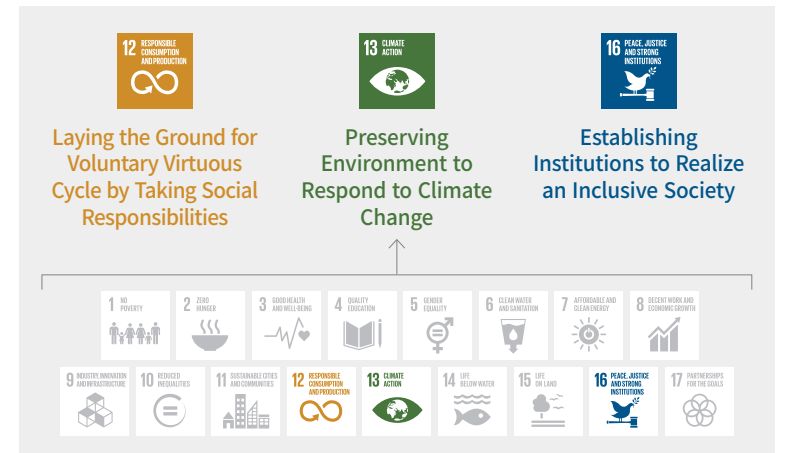 12 RESPONSIBLE
CONSUMPTION
AND PRODUCTION
13 CLIMATE
ACTION
16 PEACE, JUSTICE
AND STRONG
INSTITUTIONS
Laying the Ground for
Voluntary Virtuous
Cycle by Taking Social
Responsibilities
Preserving
Environment to
Respond to Climate
Change
Establishing
Institutions to Realize
an Inclusive Society
1 NO
POVERTY
2 ZERO
HUNGER
3 GOOD HEALTH
AND WELL-BEING
4 QUALITY
EDUCATION
5 GENDER
EQUALITY
6 CLEAN WATER
AND SANITATION
7 AFFORDABLE AND
CLEAN ENERGY
8 DECENT WORK AND
ECONOMIC GROWTH
9 INDUSTRY, INNOVATION
AND INFRASTRUCTURE
10 REDUCED
INEQUALITIES
11 SUSTAINABLE CITIES
AND COMMUNITIES
12 RESPONSIBLE
CONSUMPTION
AND PRODUCTION
13 CLIMATE
ACTION
14 LIFE
BELOW WATER
15 LIFE
ON LAND
16 PEACE, JUSTICE
AND STRONG
INSTITUTIONS
17 PARTNERSHIPS
FOR THE GOALS